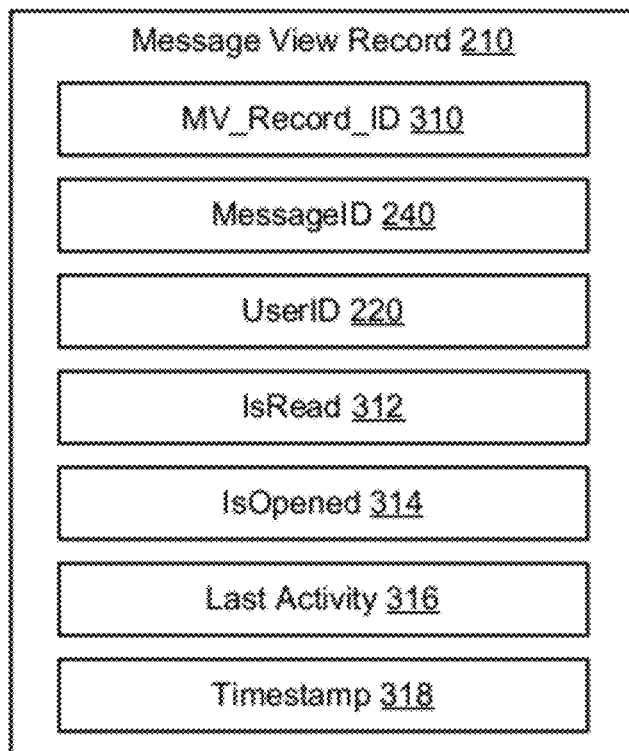 Message View Record 210
MV_Record_ID 310
MessageID 240
UserID 220
IsRead 312
IsOpened 314
Last Activity 316
Timestamp 318